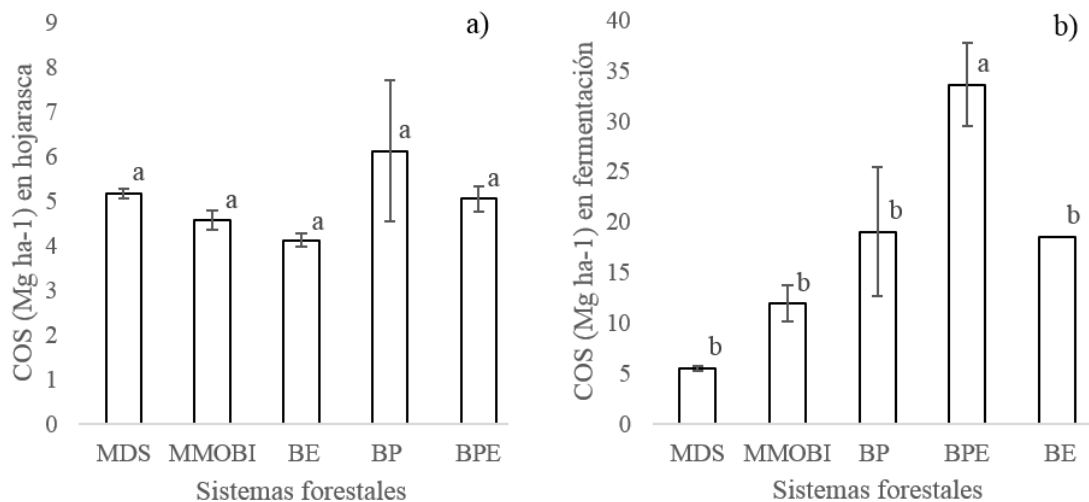 a)
COS (Mg ha-1) en hojarasca
9
8
7
6
5
4
3
2
1
0
a
a
a
a
a
MDS MMOBI BE BP BPE
Sistemas forestales
b)
COS (Mg ha-1) en fermentación
40
35
30
25
20
15
10
5
0
b
b
b
a
b
MDS MMOBI BP BPE BE
Sistemas forestales